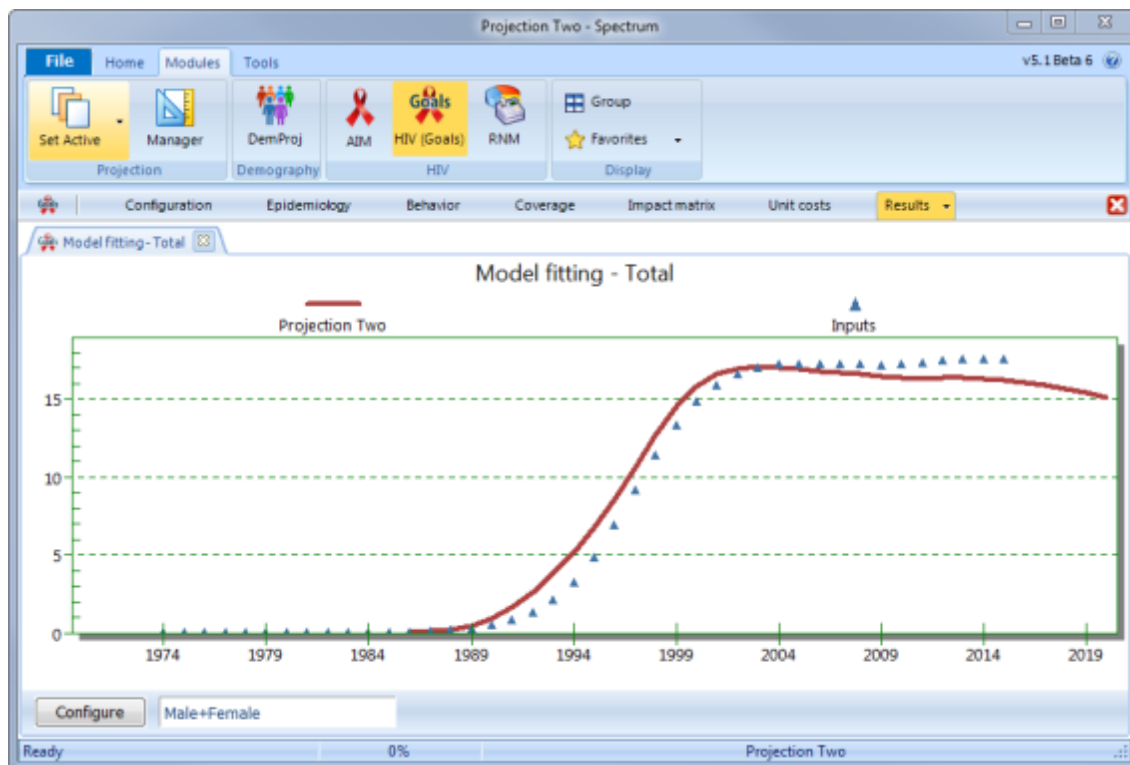 Projection Two - Spectrum
File Home Modules Tools v5.1 Beta 6
Set Active Manager DemProj AIM Goals HIV (Goals) RNM Group Favorites
Projection Demography HIV Display
Configuration Epidemiology Behavior Coverage Impact matrix Unit costs Results
Model fitting - Total
Model fitting - Total
Projection Two Inputs
15
10
5
0
1974 1979 1984 1989 1994 1999 2004 2009 2014 2019
Configure Male+Female
Ready 0% Projection Two